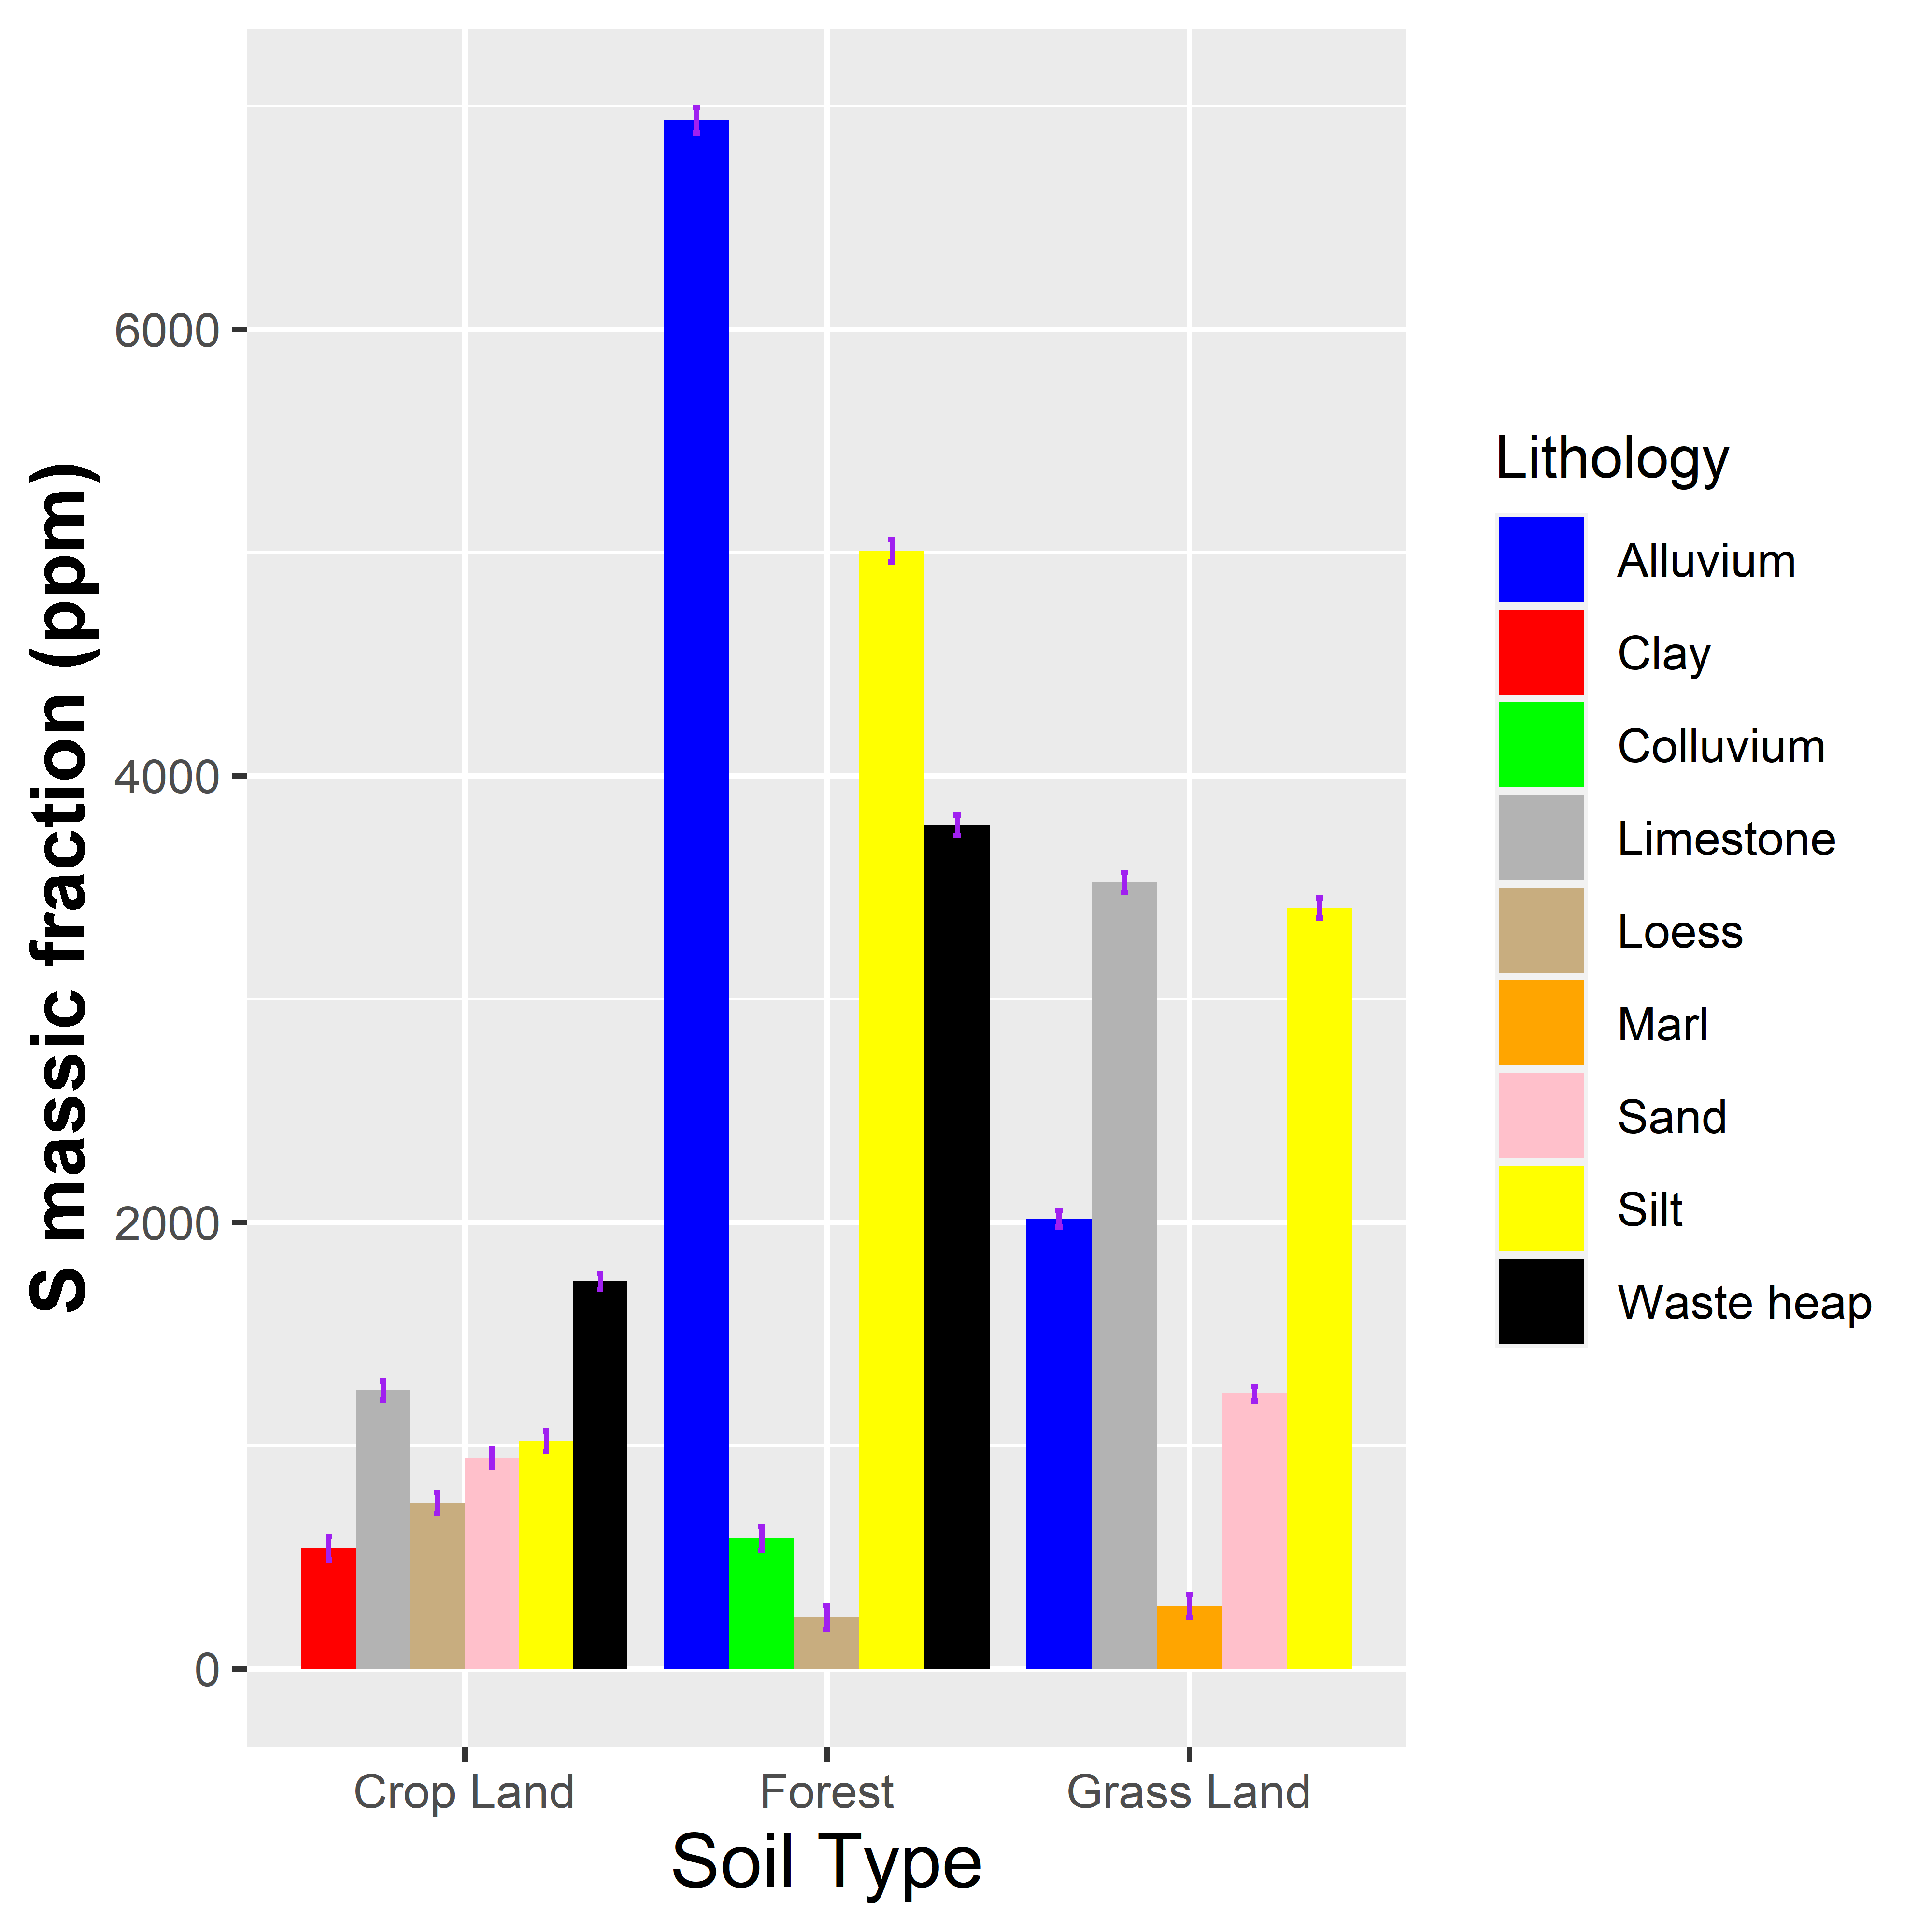 S massic fraction (ppm)
6000
4000
2000
0
Crop Land
Forest
Grass Land
Soil Type
Lithology
Alluvium
Clay
Colluvium
Limestone
Loess
Marl
Sand
Silt
Waste heap